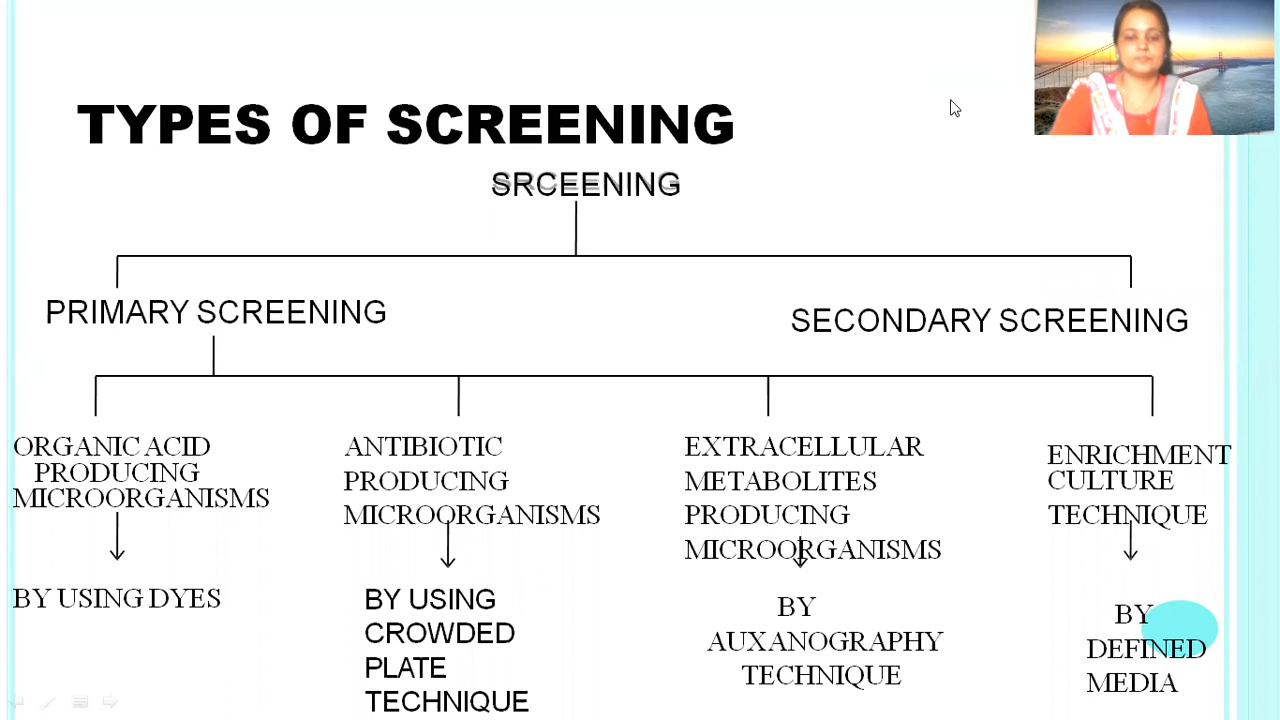 TYPES OF SCREENING
SRCEENING
PRIMARY SCREENING
SECONDARY SCREENING
ORGANIC ACID
PRODUCING
MICROORGANISMS
BY USING DYES
ANTIBIOTIC
PRODUCING
MICROORGANISMS
BY USING
CROWDED
PLATE
TECHNIQUE
EXTRACELLULAR
METABOLITES
PRODUCING
MICROORGANISMS
BY
AUXANOGRAPHY
TECHNIQUE
ENRICHMENT
CULTURE
TECHNIQUE
BY
DEFINED
MEDIA